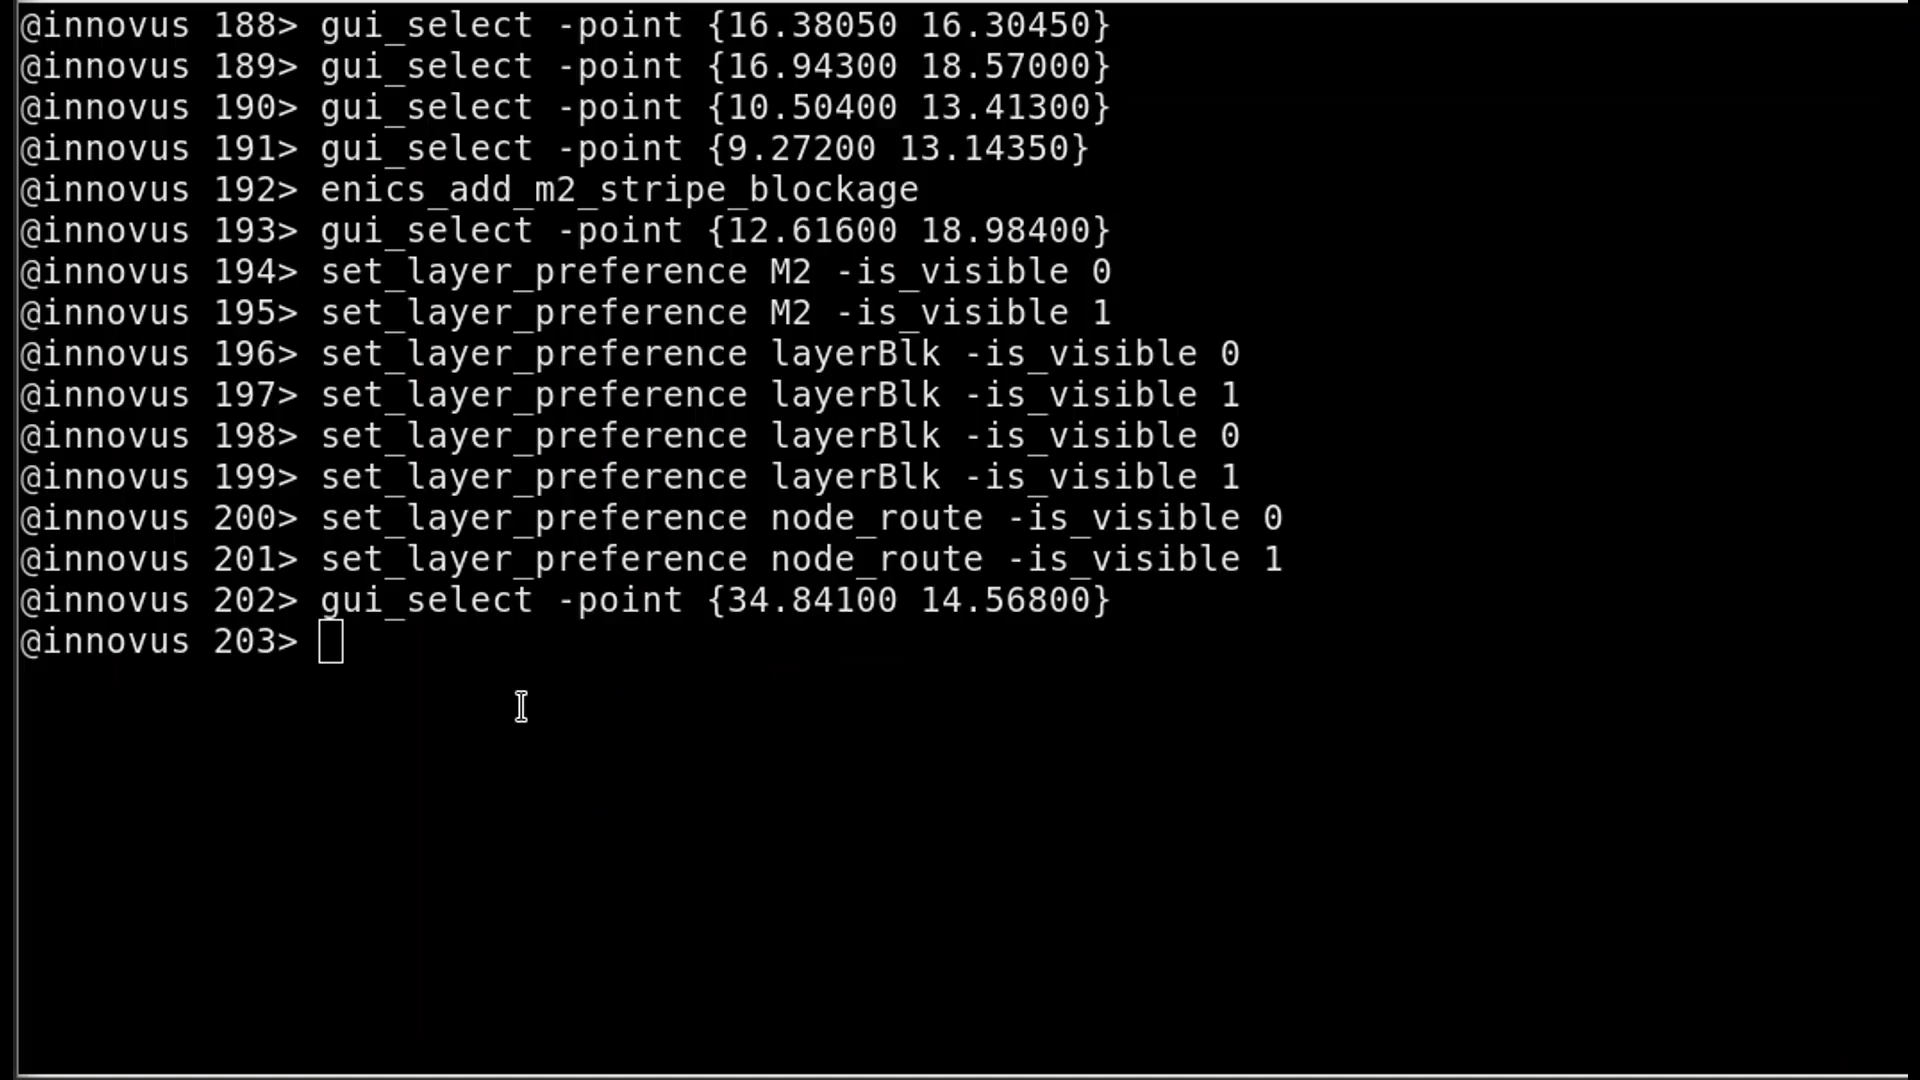 @innovus 188> gui_select -point {16.38050 16.30450}
@innovus 189> gui_select -point {16.94300 18.57000}
@innovus 190> gui_select -point {10.50400 13.41300}
@innovus 191> gui_select -point {9.27200 13.14350}
@innovus 192> enics_add_m2_stripe_blockage
@innovus 193> gui_select -point {12.61600 18.98400}
@innovus 194> set_layer_preference M2 -is_visible 0
@innovus 195> set_layer_preference M2 -is_visible 1
@innovus 196> set_layer_preference layerBlk -is_visible 0
@innovus 197> set_layer_preference layerBlk -is_visible 1
@innovus 198> set_layer_preference layerBlk -is_visible 0
@innovus 199> set_layer_preference layerBlk -is_visible 1
@innovus 200> set_layer_preference node_route -is_visible 0
@innovus 201> set_layer_preference node_route -is_visible 1
@innovus 202> gui_select -point {34.84100 14.56800}
@innovus 203>